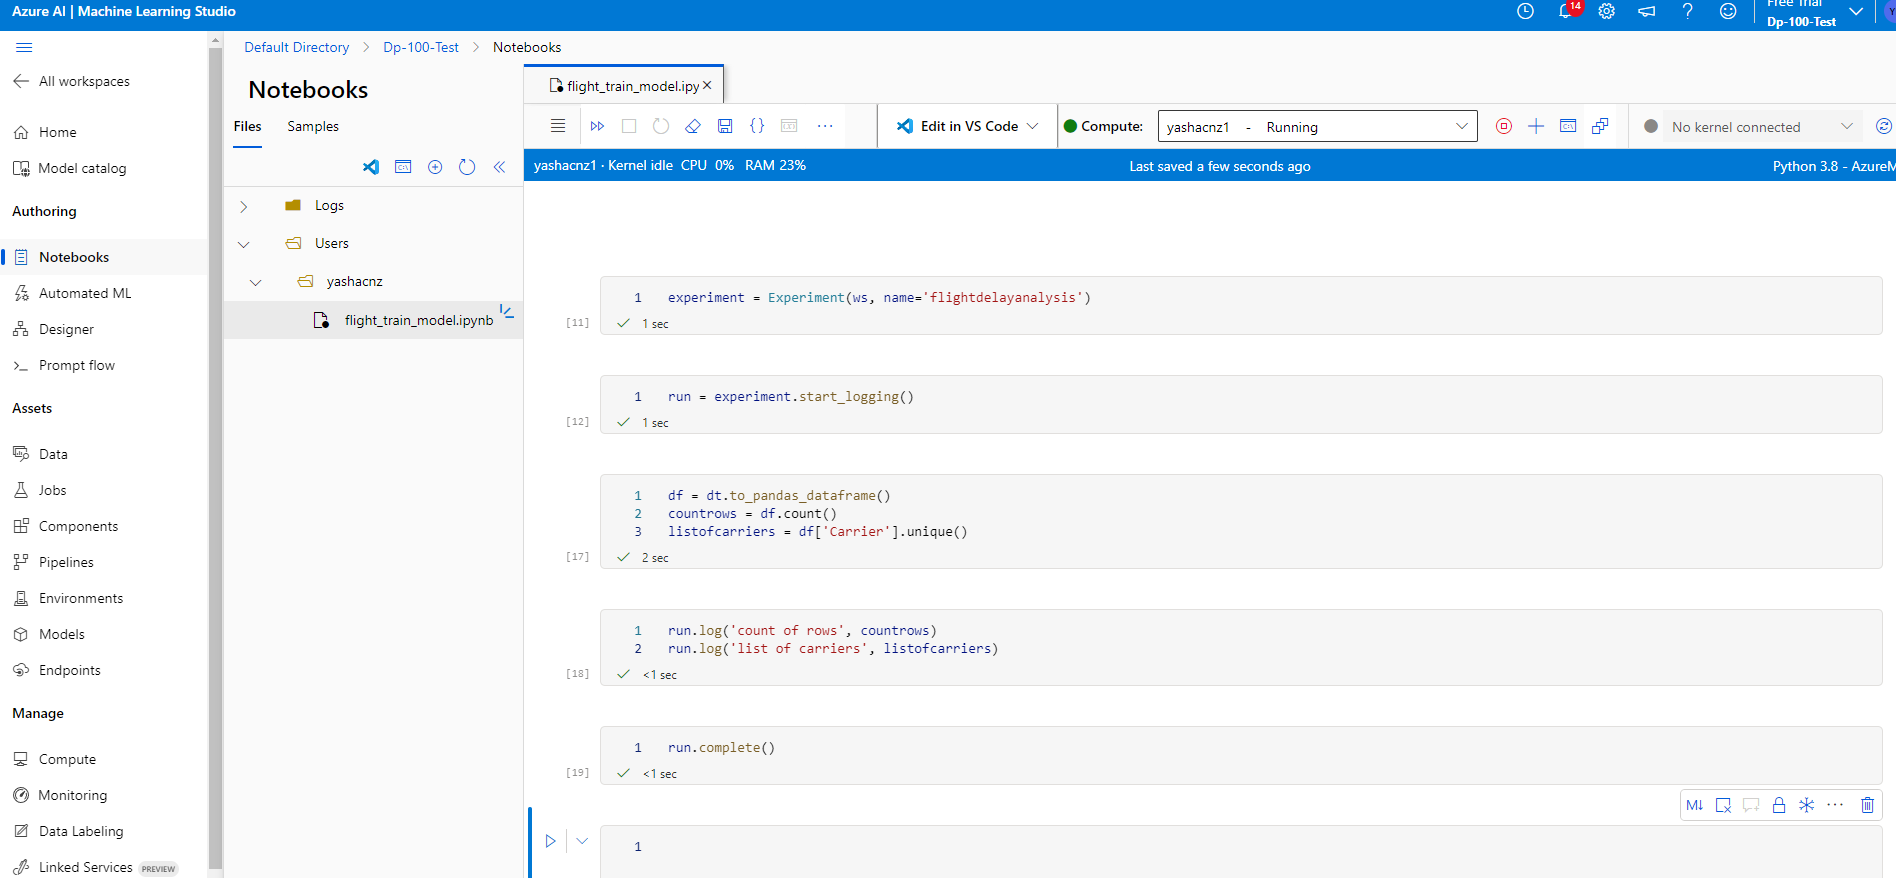 Azure AI | Machine Learning Studio
14
Free Trial
Dp-100-Test
All workspaces
Home
Model catalog
Authoring
Notebooks
Automated ML
Designer
Prompt flow
Assets
Data
Jobs
Components
Pipelines
Environments
Models
Endpoints
Manage
Compute
Monitoring
Data Labeling
Linked Services PREVIEW
Default Directory > Dp-100-Test > Notebooks
Notebooks
Files Samples
Logs
Users
yashacnz
flight_train_model.ipynb
flight_train_model.ipy
Edit in VS Code
Compute: yashacnz1 - Running
No kernel connected
yashacnz1 · Kernel idle CPU 0% RAM 23%
Last saved a few seconds ago
Python 3.8 - AzureM
1 experiment = Experiment(ws, name='flightdelayanalysis')
[11] 1 sec
1 run = experiment.start_logging()
[12] 1 sec
1 df = dt.to_pandas_dataframe()
2 countrows = df.count()
3 listofcarriers = df['Carrier'].unique()
[17] 2 sec
1 run.log('count of rows', countrows)
2 run.log('list of carriers', listofcarriers)
[18] <1 sec
1 run.complete()
[19] <1 sec
M↓
1